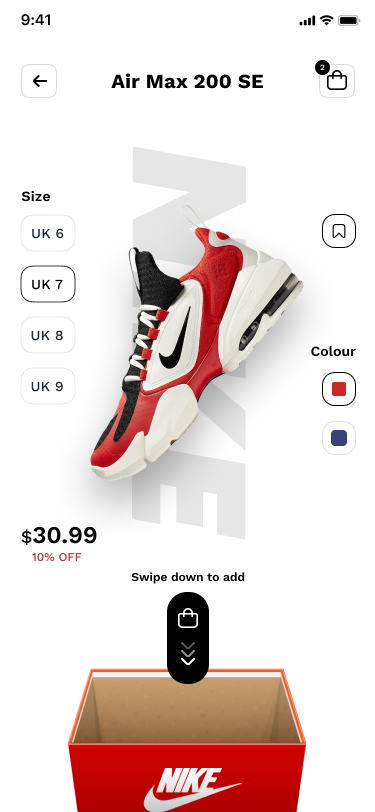 9:41
Air Max 200 SE
2
Size
UK 6
UK 7
UK 8
UK 9
Colour
NIKE
$30.99
10% OFF
Swipe down to add
NIKE